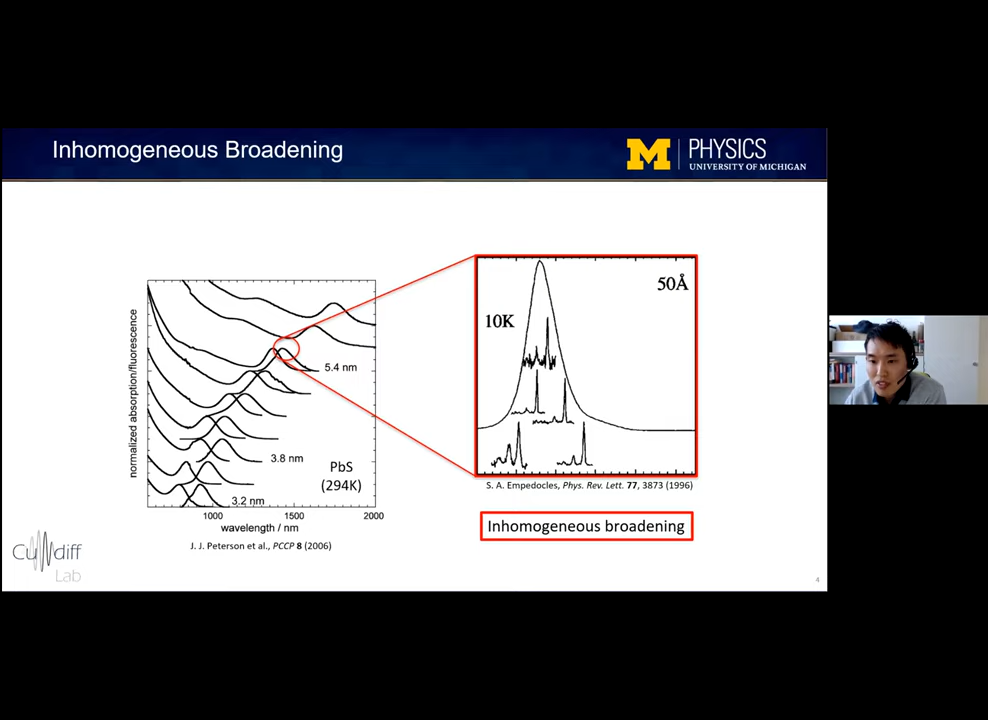 Inhomogeneous Broadening
M PHYSICS
UNIVERSITY OF MICHIGAN
normalized absorption/fluorescence
5.4 nm
3.8 nm
PbS
(294K)
3.2 nm
1000 1500 2000
wavelength / nm
J. J. Peterson et al., PCCP 8 (2006)
50Å
10K
S. A. Empedocles, Phys. Rev. Lett. 77, 3873 (1996)
Inhomogeneous broadening
Cundiff
Lab
4